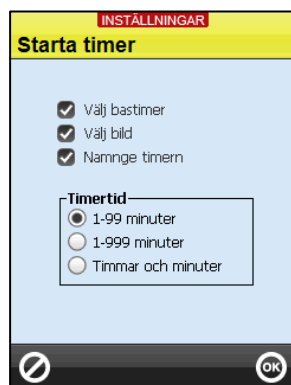 INSTÄLLNINGAR
Starta timer
Välj bastimer
Välj bild
Namnge timern
Timertid
1-99 minuter
1-999 minuter
Timmar och minuter
OK